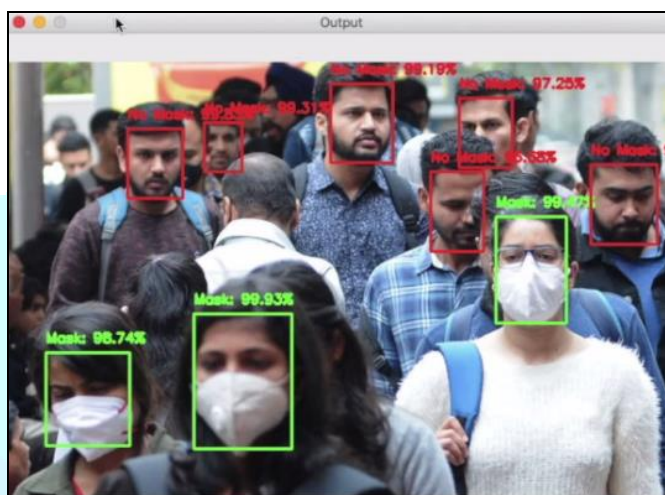 Output
No Mask: 99.19%
No Mask: 97.25%
No Mask:
No Mask: 99.31%
No Mask:
No Mask:
Mask: 99.47%
Mask: 99.93%
Mask: 98.74%